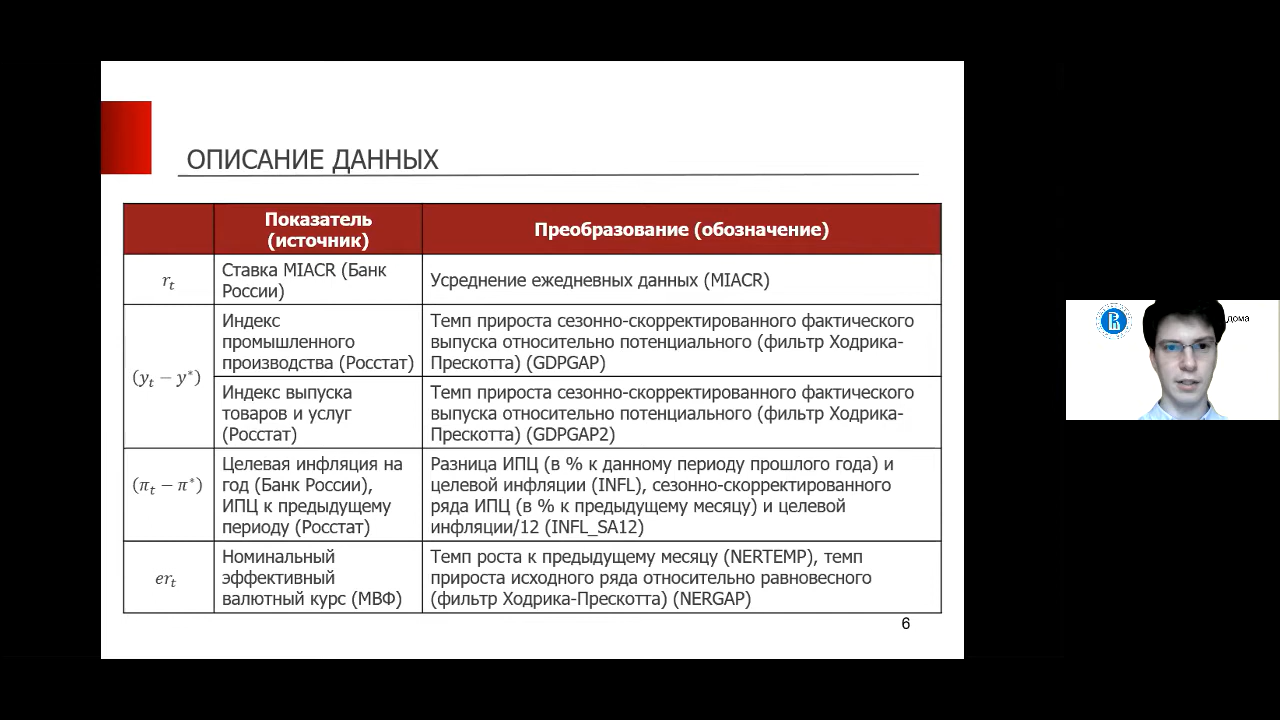 ОПИСАНИЕ ДАННЫХ
Показатель
(источник)
Преобразование (обозначение)
r_t
Ставка MIACR (Банк
России)
Усреднение ежедневных данных (MIACR)
(y_t − y*)
Индекс
промышленного
производства (Росстат)
Темп прироста сезонно-скорректированного фактического
выпуска относительно потенциального (фильтр Ходрика-
Прескотта) (GDPGAP)
Индекс выпуска
товаров и услуг
(Росстат)
Темп прироста сезонно-скорректированного фактического
выпуска относительно потенциального (фильтр Ходрика-
Прескотта) (GDPGAP2)
(π_t − π*)
Целевая инфляция на
год (Банк России),
ИПЦ к предыдущему
периоду (Росстат)
Разница ИПЦ (в % к данному периоду прошлого года) и
целевой инфляции (INFL), сезонно-скорректированного
ряда ИПЦ (в % к предыдущему месяцу) и целевой
инфляции/12 (INFL_SA12)
er_t
Номинальный
эффективный
валютный курс (МВФ)
Темп роста к предыдущему месяцу (NERTEMP), темп
прироста исходного ряда относительно равновесного
(фильтр Ходрика-Прескотта) (NERGAP)
6
дома